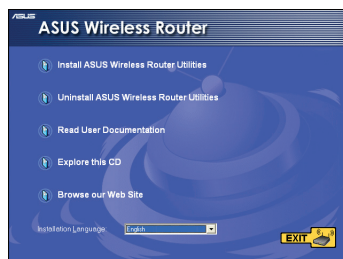 ASUS
ASUS Wireless Router
Install ASUS Wireless Router Utilities
Uninstall ASUS Wireless Router Utilities
Read User Documentation
Explore this CD
Browse our Web Site
Installation Language
English
EXIT